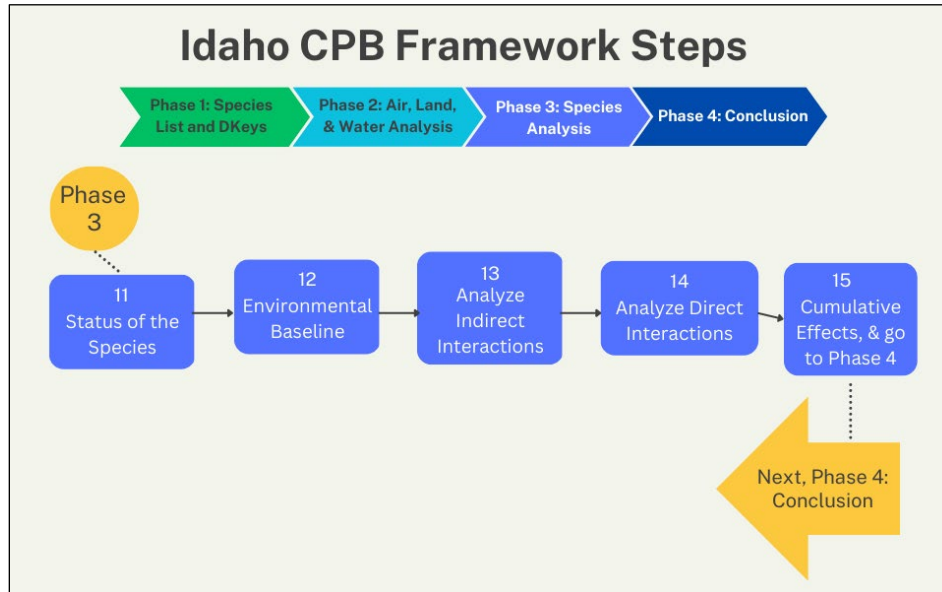 Idaho CPB Framework Steps
Phase 1: Species
List and DKeys
Phase 2: Air, Land,
& Water Analysis
Phase 3: Species
Analysis
Phase 4: Conclusion
Phase
3
11
Status of the
Species
12
Environmental
Baseline
13
Analyze
Indirect
Interactions
14
Analyze Direct
Interactions
15
Cumulative
Effects, & go
to Phase 4
Next, Phase 4:
Conclusion